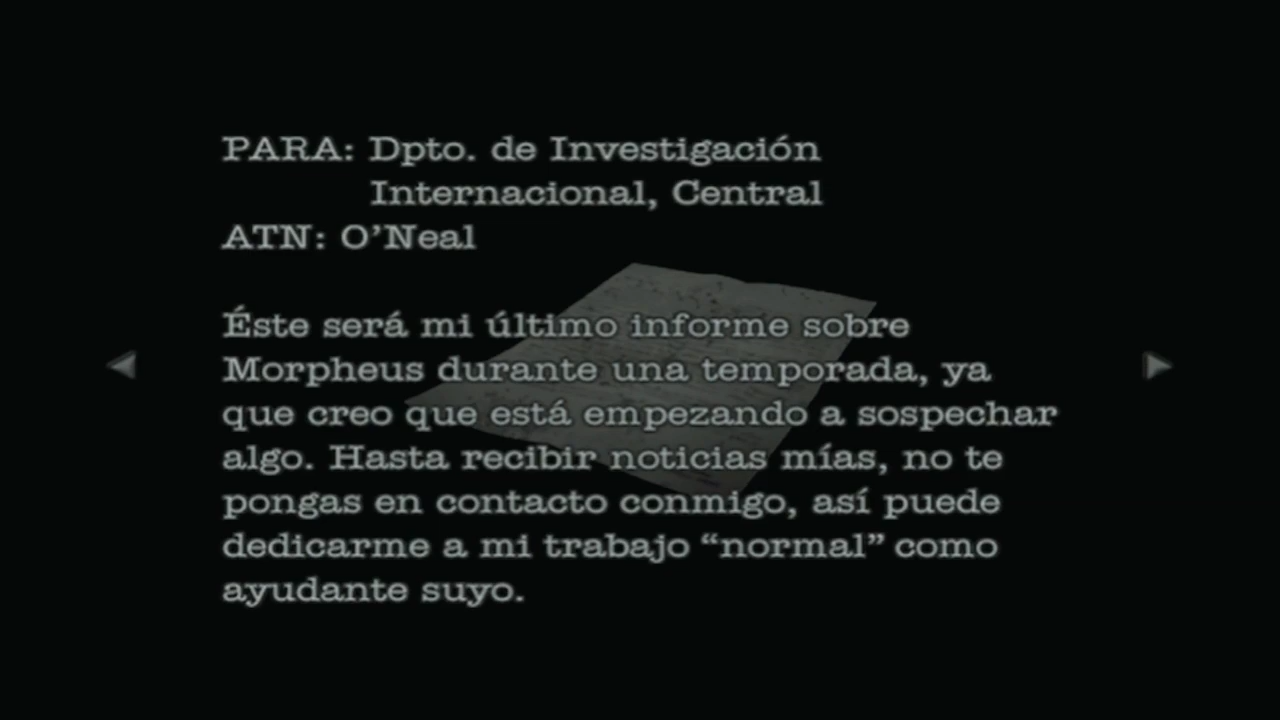 PARA: Dpto. de Investigación
Internacional, Central
ATN: O’Neal
Éste será mi último informe sobre
Morpheus durante una temporada, ya
que creo que está empezando a sospechar
algo. Hasta recibir noticias mías, no te
pongas en contacto conmigo, así puede
dedicarme a mi trabajo “normal” como
ayudante suyo.